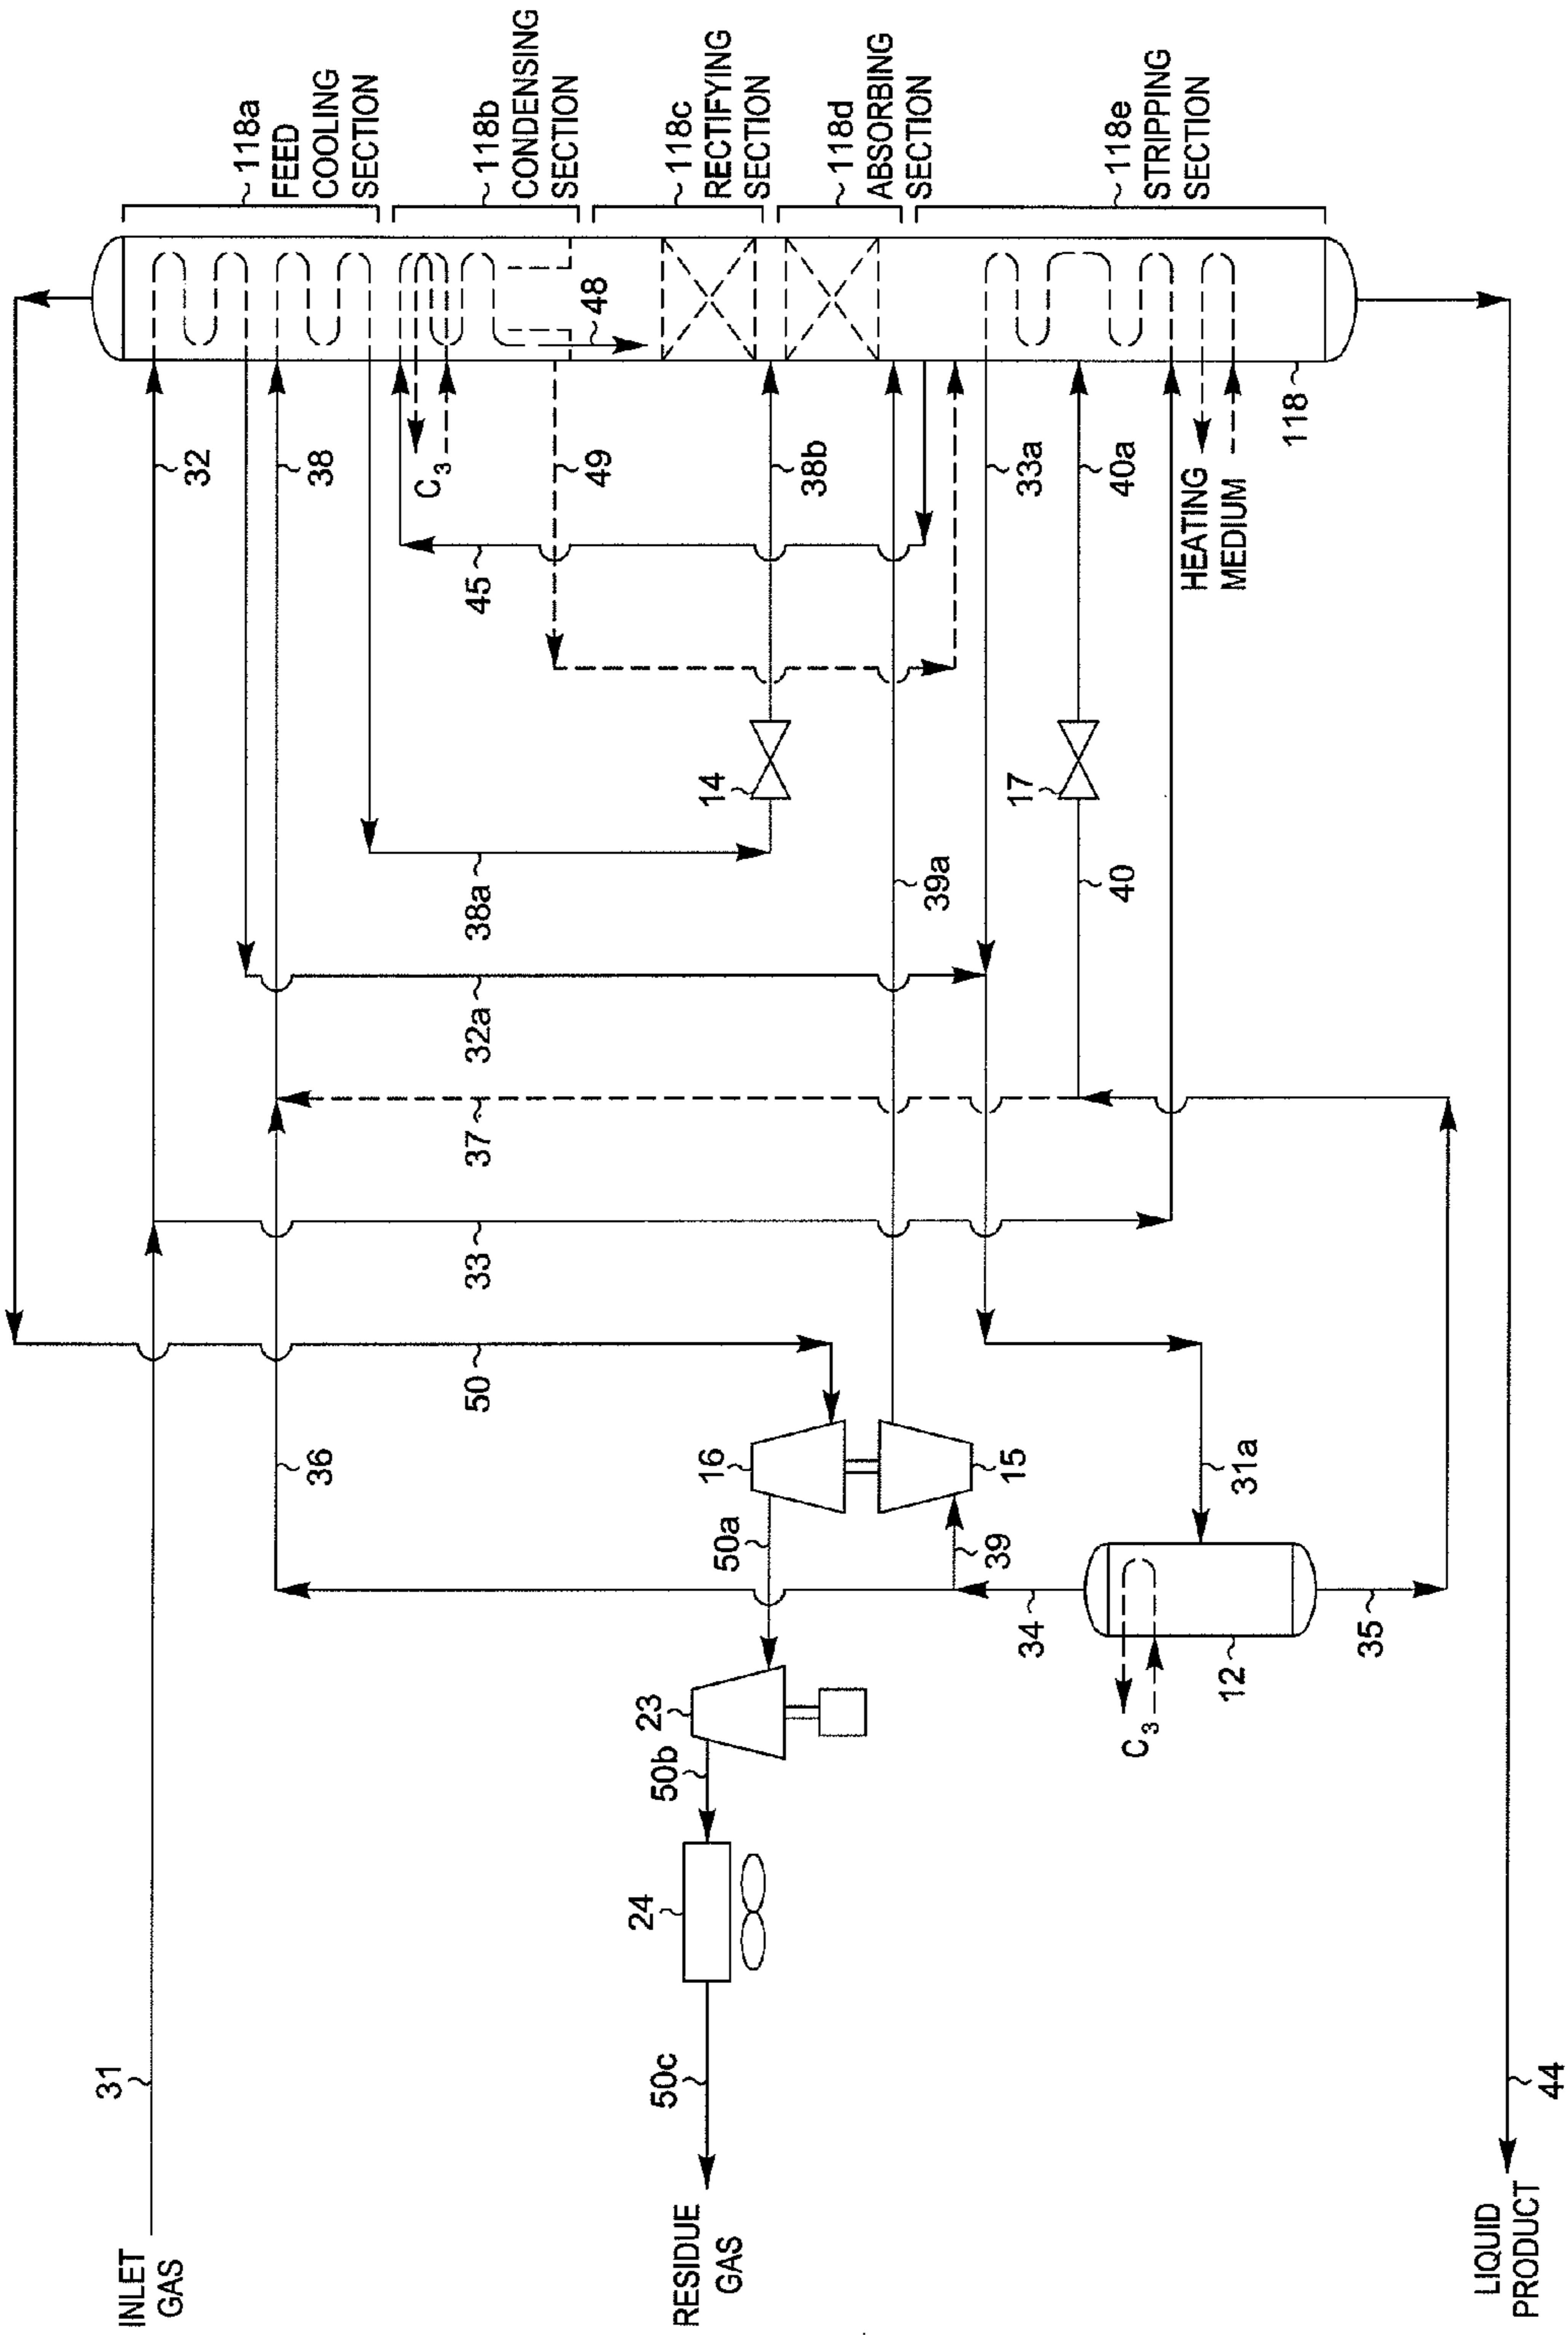 INLET
GAS
31
32
33
118a
FEED
COOLING
SECTION
118b
CONDENSING
SECTION
118c
RECTIFYING
SECTION
118d
ABSORBING
SECTION
118e
STRIPPING
SECTION
38
C3
48
49
45
38b
33a
40a
118
HEATING
MEDIUM
14
17
38a
39a
40
32a
37
33
50
36
16
15
50a
39
31a
34
35
12
C3
23
50b
24
50c
RESIDUE
GAS
44
LIQUID
PRODUCT